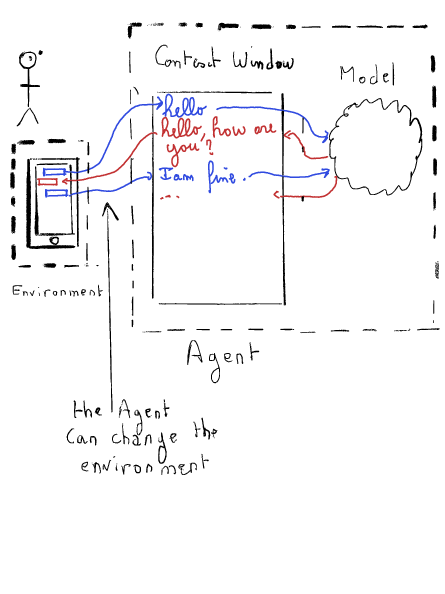 Context Window
Model
hello
hello, how are
you?
I am fine.
...
Environment
Agent
the Agent
Can change the
environment